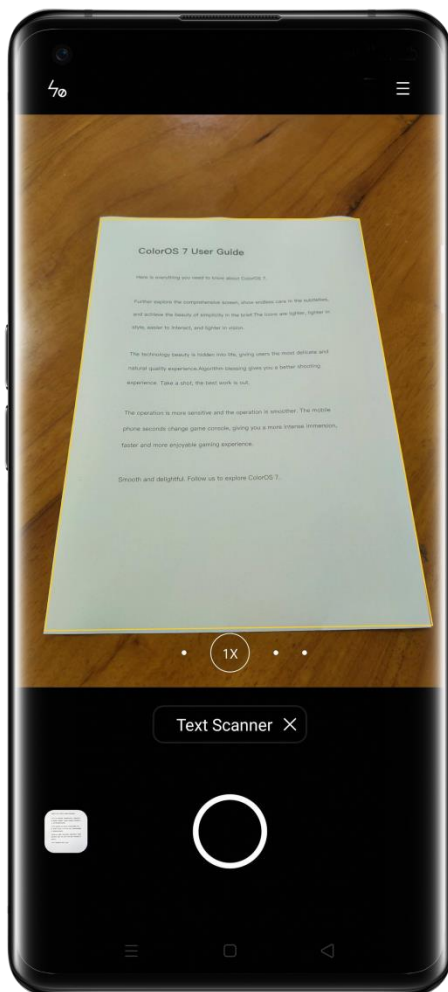 ColorOS 7 User Guide
Here is everything you need to know about ColorOS 7.
Further explore the comprehensive screen, show endless care in the subtleties,
and achieve the beauty of simplicity in the print.The icons are lighter, lighter in
style, easier to interact, and lighter in vision.
The technology beauty is hidden into life, giving users the most delicate and
natural quality experience.Algorithm blessing gives you a better shooting
experience. Take a shot, the best work is out.
The operation is more sensitive and the operation is smoother. The mobile
phone seconds change game console, giving you a more intense immersion,
faster and more enjoyable gaming experience.
Smooth and delightful. Follow us to explore ColorOS 7.
1X
Text Scanner